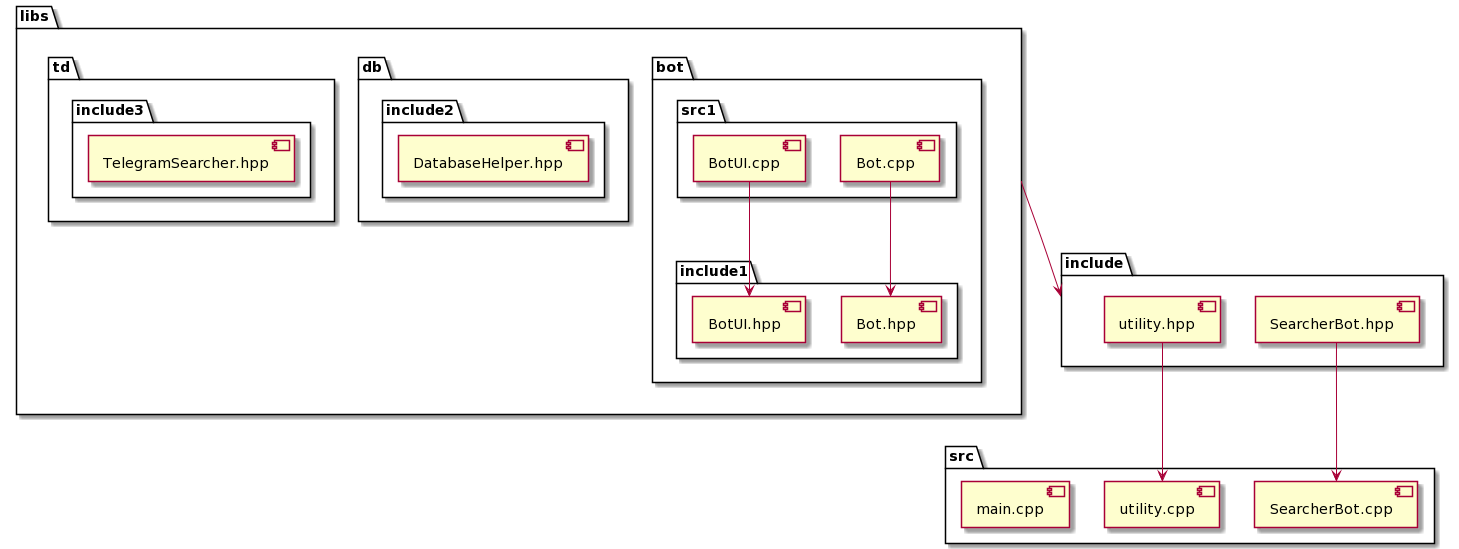 libs
td
db
bot
include3
include2
src1
TelegramSearcher.hpp
DatabaseHelper.hpp
BotUI.cpp
Bot.cpp
include1
BotUI.hpp
Bot.hpp
include
utility.hpp
SearcherBot.hpp
src
main.cpp
utility.cpp
SearcherBot.cpp